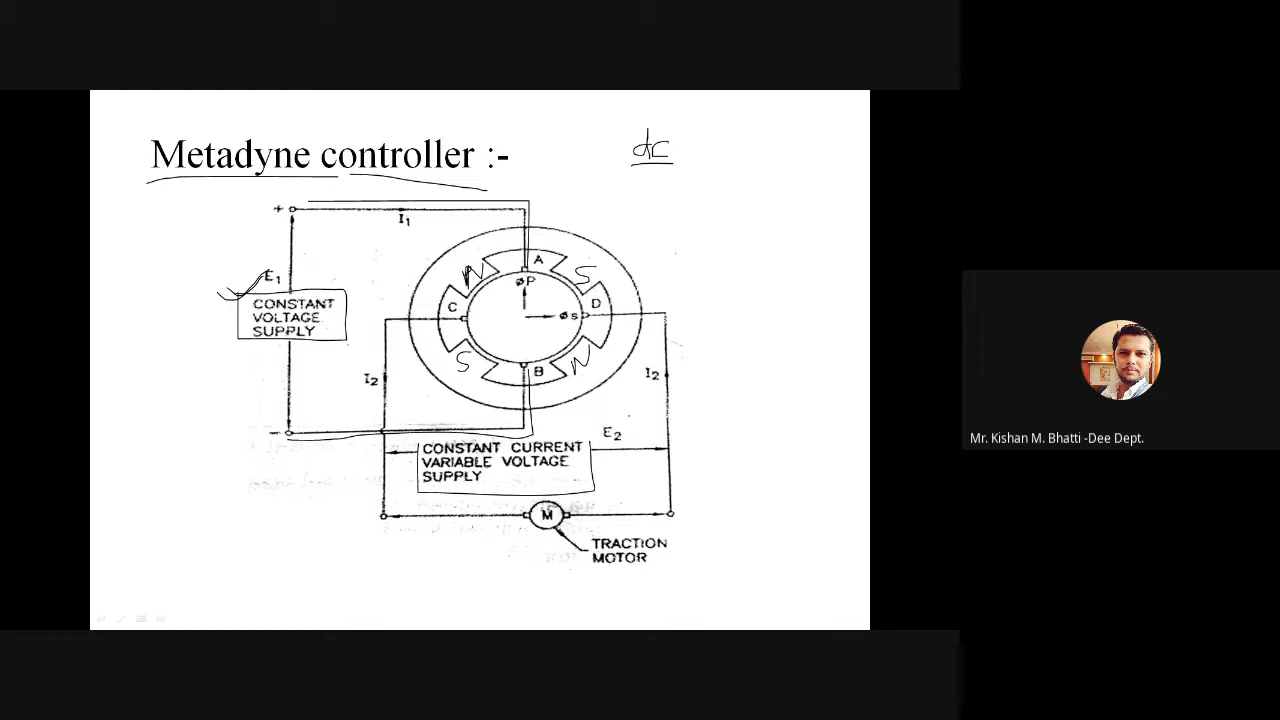 Metadyne controller :-
dc
+
I1
E1
CONSTANT
VOLTAGE
SUPPLY
A
N
S
φP
C
D
φs
S
N
B
I2
I2
-
E2
CONSTANT CURRENT
VARIABLE VOLTAGE
SUPPLY
M
TRACTION
MOTOR
Mr. Kishan M. Bhatti -Dee Dept.